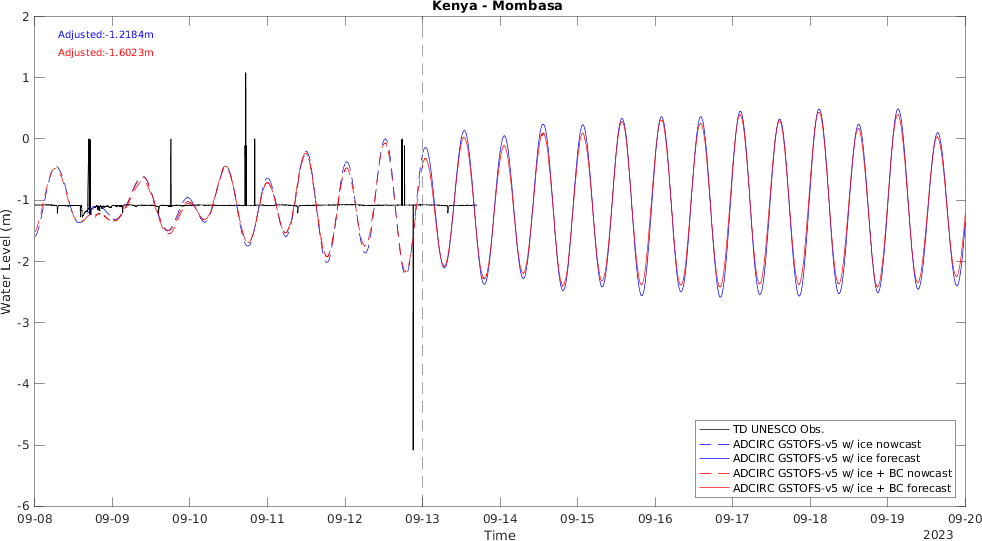 Kenya - Mombasa
Adjusted:-1.2184m
Adjusted:-1.6023m
2
1
0
-1
-2
-3
-4
-5
-6
Water Level (m)
TD UNESCO Obs.
ADCIRC GSTOFS-v5 w/ ice nowcast
ADCIRC GSTOFS-v5 w/ ice forecast
ADCIRC GSTOFS-v5 w/ ice + BC nowcast
ADCIRC GSTOFS-v5 w/ ice + BC forecast
09-08 09-09 09-10 09-11 09-12 09-13 09-14 09-15 09-16 09-17 09-18 09-19 09-20
Time
2023